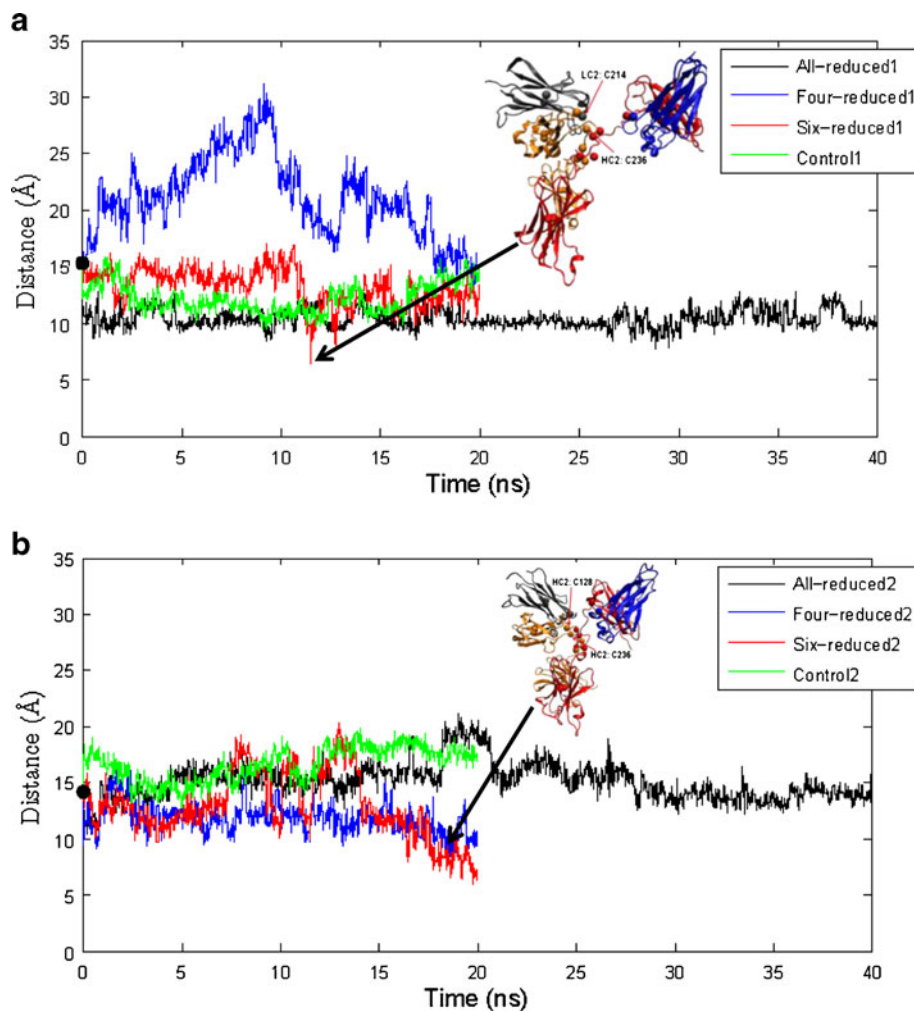 a
35
30
25
20
15
10
5
0
Distance (Å)
0 5 10 15 20 25 30 35 40
Time (ns)
LC2: C214
HC2: C236
All-reduced1
Four-reduced1
Six-reduced1
Control1
b
35
30
25
20
15
10
5
0
Distance (Å)
0 5 10 15 20 25 30 35 40
Time (ns)
HC2: C128
HC2: C236
All-reduced2
Four-reduced2
Six-reduced2
Control2